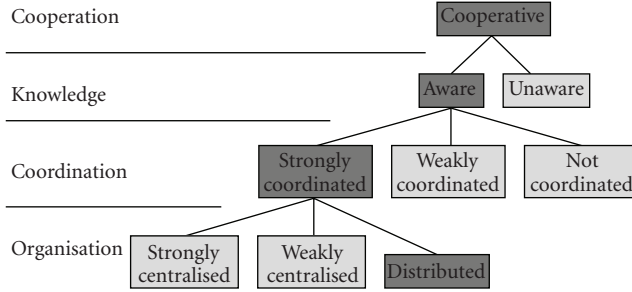 Cooperation
Cooperative
Knowledge
Aware
Unaware
Coordination
Strongly
coordinated
Weakly
coordinated
Not
coordinated
Organisation
Strongly
centralised
Weakly
centralised
Distributed